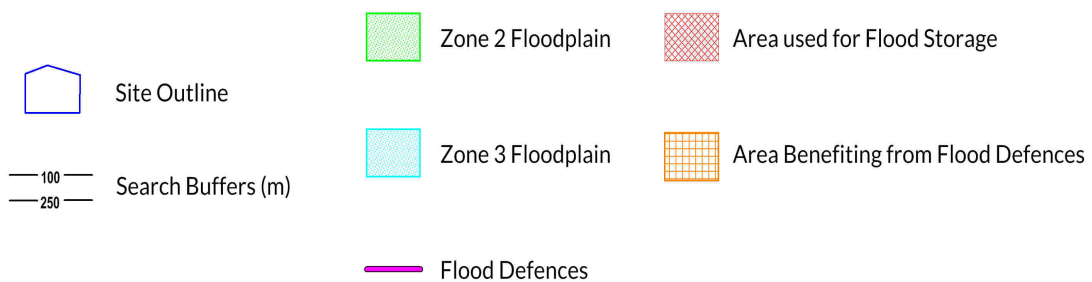 Site Outline
100
250
Search Buffers (m)
Zone 2 Floodplain
Zone 3 Floodplain
Flood Defences
Area used for Flood Storage
Area Benefiting from Flood Defences